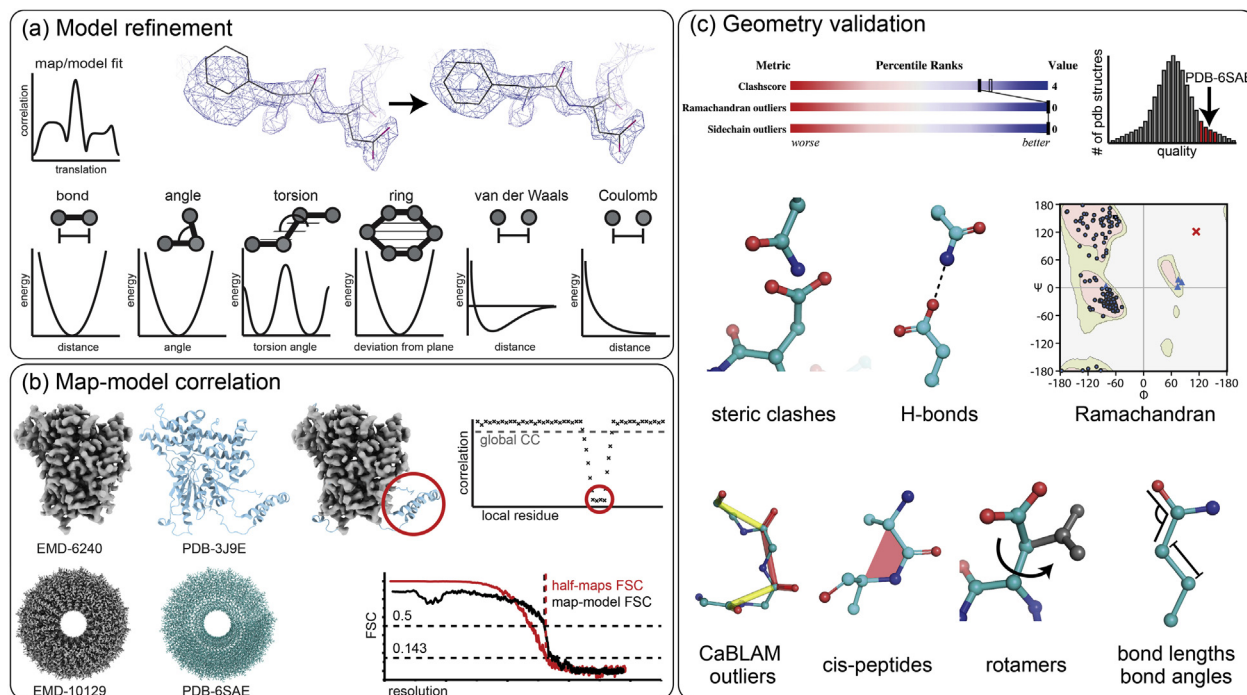 (a) Model refinement
map/model fit
correlation
translation
bond
angle
torsion
ring
van der Waals
Coulomb
energy
energy
energy
energy
energy
energy
distance
angle
torsion angle
deviation from plane
distance
distance
(b) Map-model correlation
EMD-6240
PDB-3J9E
correlation
global CC
local residue
EMD-10129
PDB-6SAE
FSC
half-maps FSC
map-model FSC
0.5
0.143
resolution
(c) Geometry validation
Metric Percentile Ranks Value
Clashscore 4
Ramachandran outliers 0
Sidechain outliers 0
worse better
# of pdb structres
PDB-6SAE
quality
steric clashes
H-bonds
180
120
60
Ψ 0
-60
-120
-180
-180 -120 -60 0 60 120 -180
Φ
Ramachandran
CaBLAM
outliers
cis-peptides
rotamers
bond lengths
bond angles